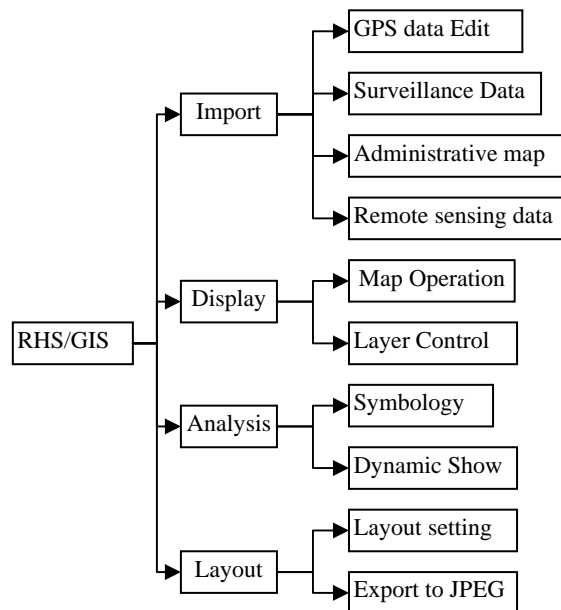 RHS/GIS
Import
GPS data Edit
Surveillance Data
Administrative map
Remote sensing data
Display
Map Operation
Layer Control
Analysis
Symbology
Dynamic Show
Layout
Layout setting
Export to JPEG